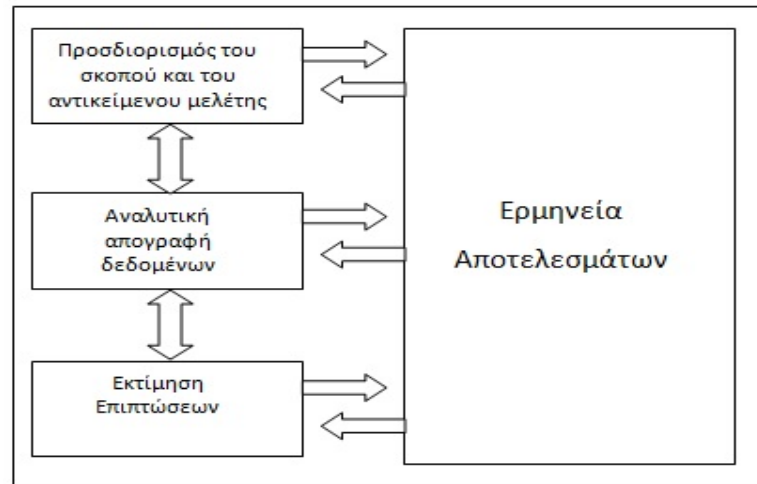 Προσδιορισμός του
σκοπού και του
αντικείμενου μελέτης
Αναλυτική
απογραφή
δεδομένων
Εκτίμηση
Επιπτώσεων
Ερμηνεία
Αποτελεσμάτων